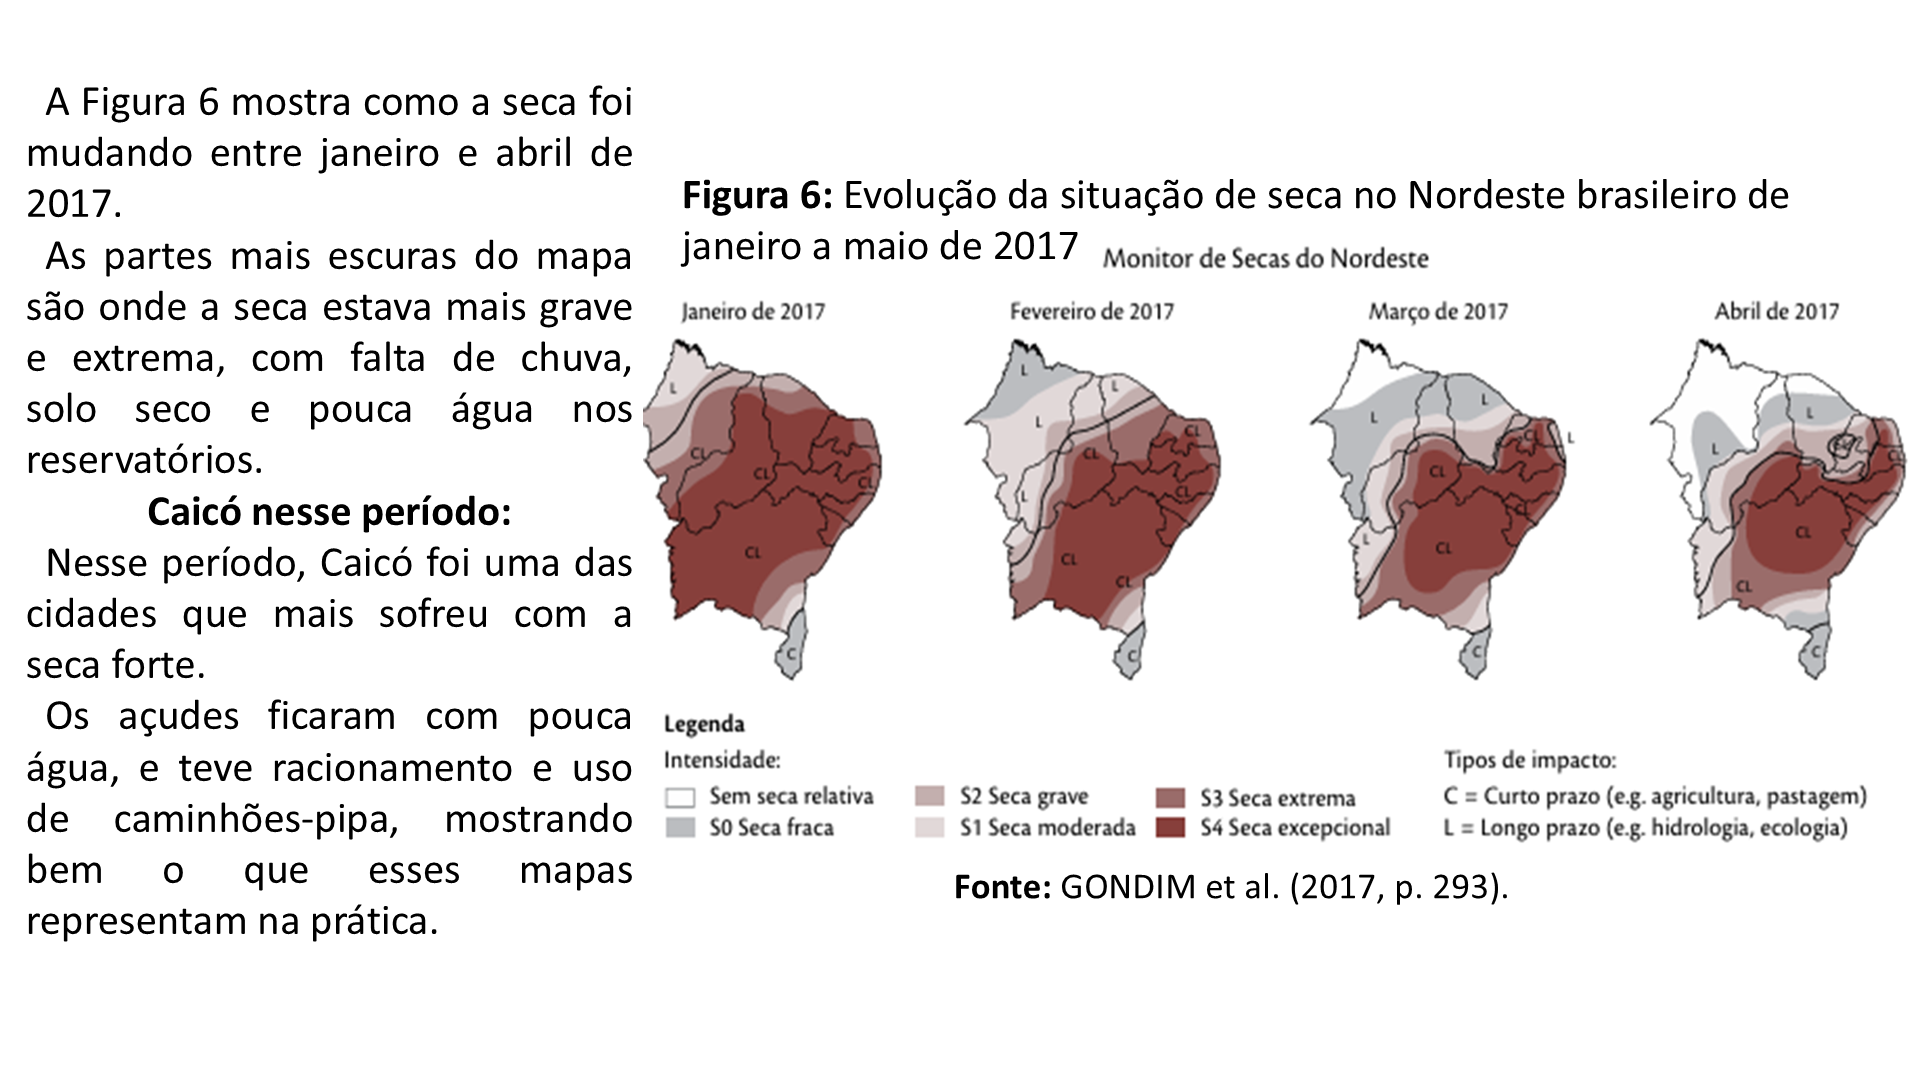 A Figura 6 mostra como a seca foi
mudando entre janeiro e abril de
2017.
As partes mais escuras do mapa
são onde a seca estava mais grave
e extrema, com falta de chuva,
solo seco e pouca água nos
reservatórios.
Caicó nesse período:
Nesse período, Caicó foi uma das
cidades que mais sofreu com a
seca forte.
Os açudes ficaram com pouca
água, e teve racionamento e uso
de caminhões-pipa, mostrando
bem o que esses mapas
representam na prática.
Figura 6: Evolução da situação de seca no Nordeste brasileiro de
janeiro a maio de 2017
Monitor de Secas do Nordeste
Janeiro de 2017
L
CL
CL
CL
CL
C
Fevereiro de 2017
L
L
L
CL
CL
L
CL
CL
CL
C
Março de 2017
L
L
CL
L
CL
CL
L
CL
C
Abril de 2017
L
L
CL
CL
CL
C
Legenda
Intensidade:
Sem seca relativa
S0 Seca fraca
S2 Seca grave
S1 Seca moderada
S3 Seca extrema
S4 Seca excepcional
Tipos de impacto:
C = Curto prazo (e.g. agricultura, pastagem)
L = Longo prazo (e.g. hidrologia, ecologia)
Fonte: GONDIM et al. (2017, p. 293).